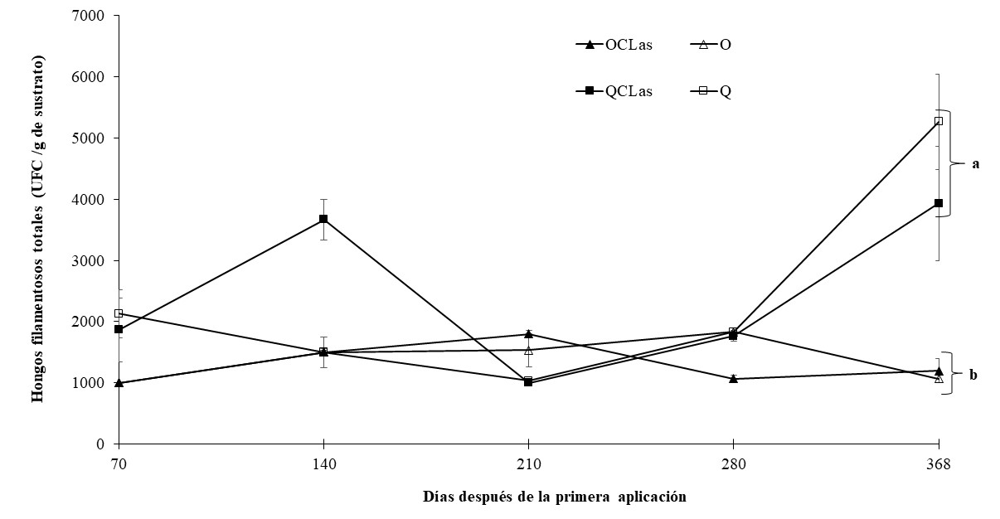 7000
6000
5000
4000
3000
2000
1000
0
Hongos filamentosos totales (UFC /g de sustrato)
OCLas
O
QCLas
Q
a
b
70
140
210
280
368
Días después de la primera aplicación